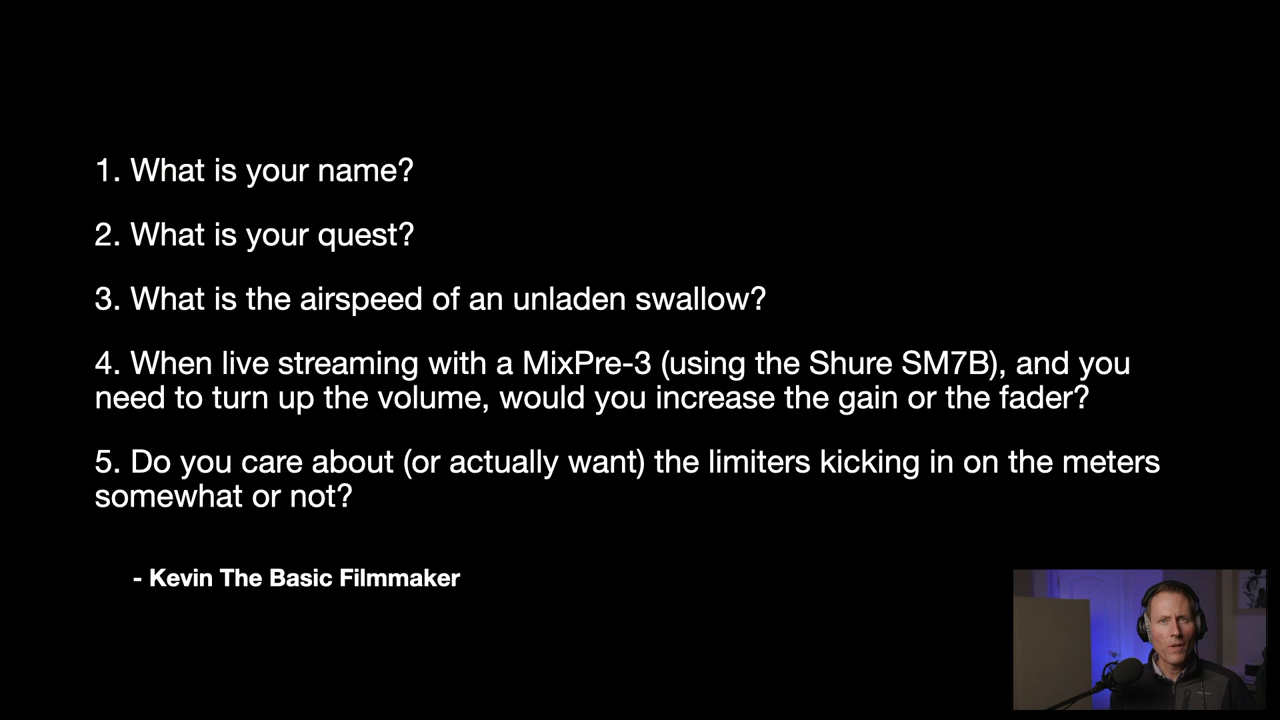 1. What is your name?
2. What is your quest?
3. What is the airspeed of an unladen swallow?
4. When live streaming with a MixPre-3 (using the Shure SM7B), and you
need to turn up the volume, would you increase the gain or the fader?
5. Do you care about (or actually want) the limiters kicking in on the meters
somewhat or not?
- Kevin The Basic Filmmaker